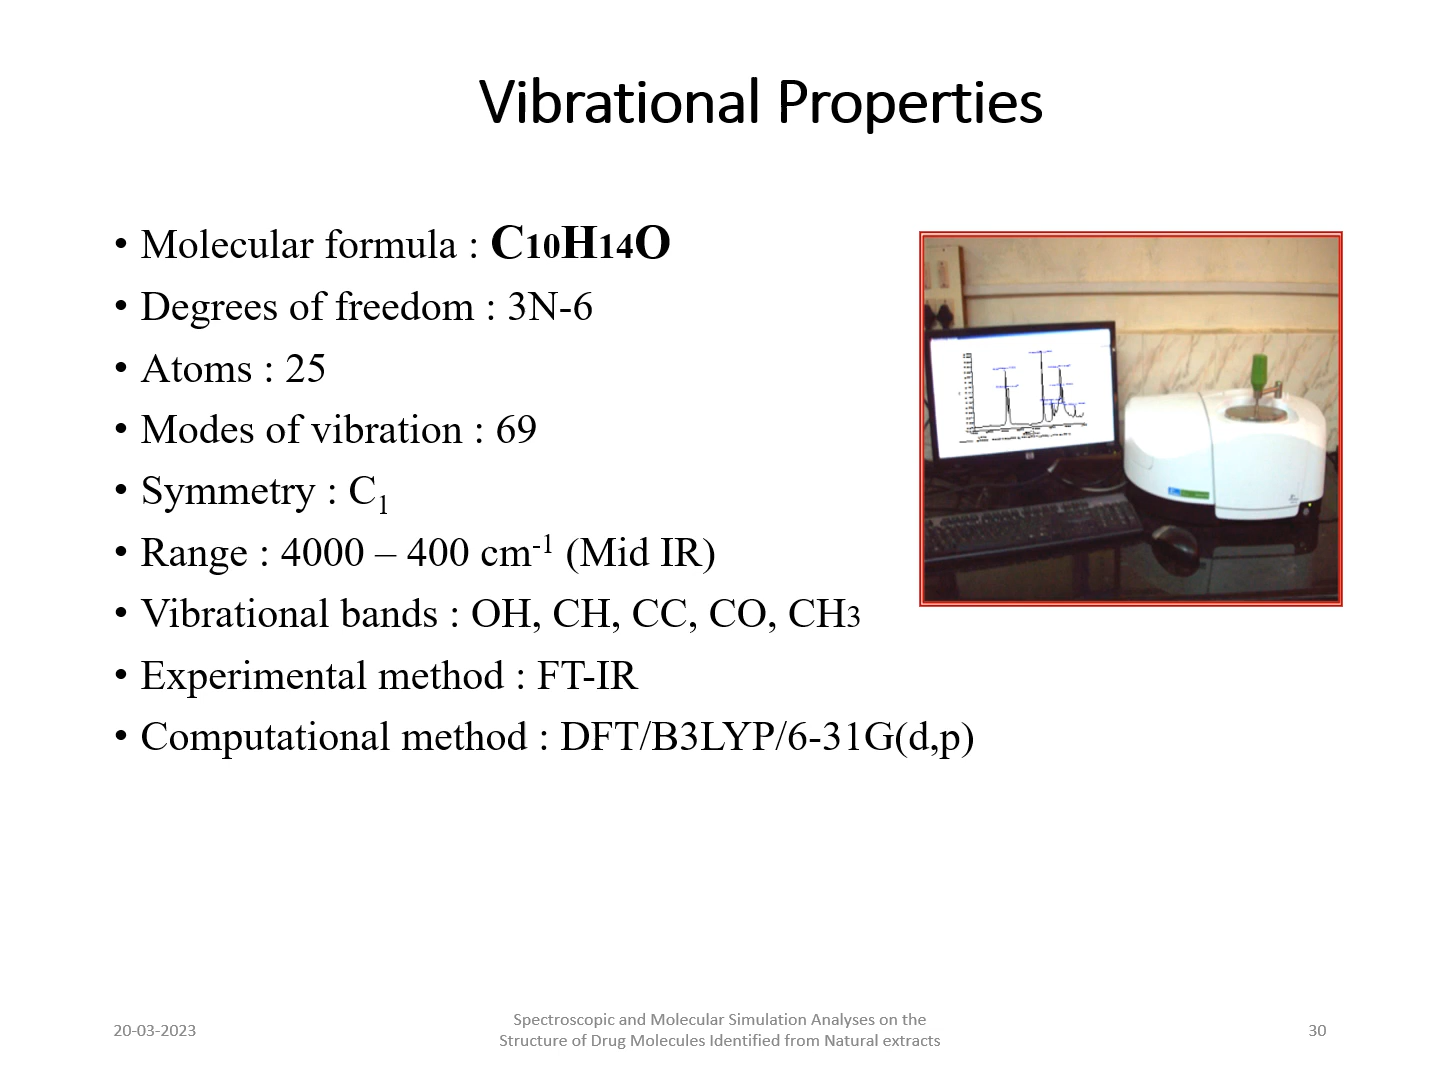 Vibrational Properties
• Molecular formula : C10H14O
• Degrees of freedom : 3N-6
• Atoms : 25
• Modes of vibration : 69
• Symmetry : C1
• Range : 4000 – 400 cm-1 (Mid IR)
• Vibrational bands : OH, CH, CC, CO, CH3
• Experimental method : FT-IR
• Computational method : DFT/B3LYP/6-31G(d,p)
20-03-2023
Spectroscopic and Molecular Simulation Analyses on the
Structure of Drug Molecules Identified from Natural extracts
30